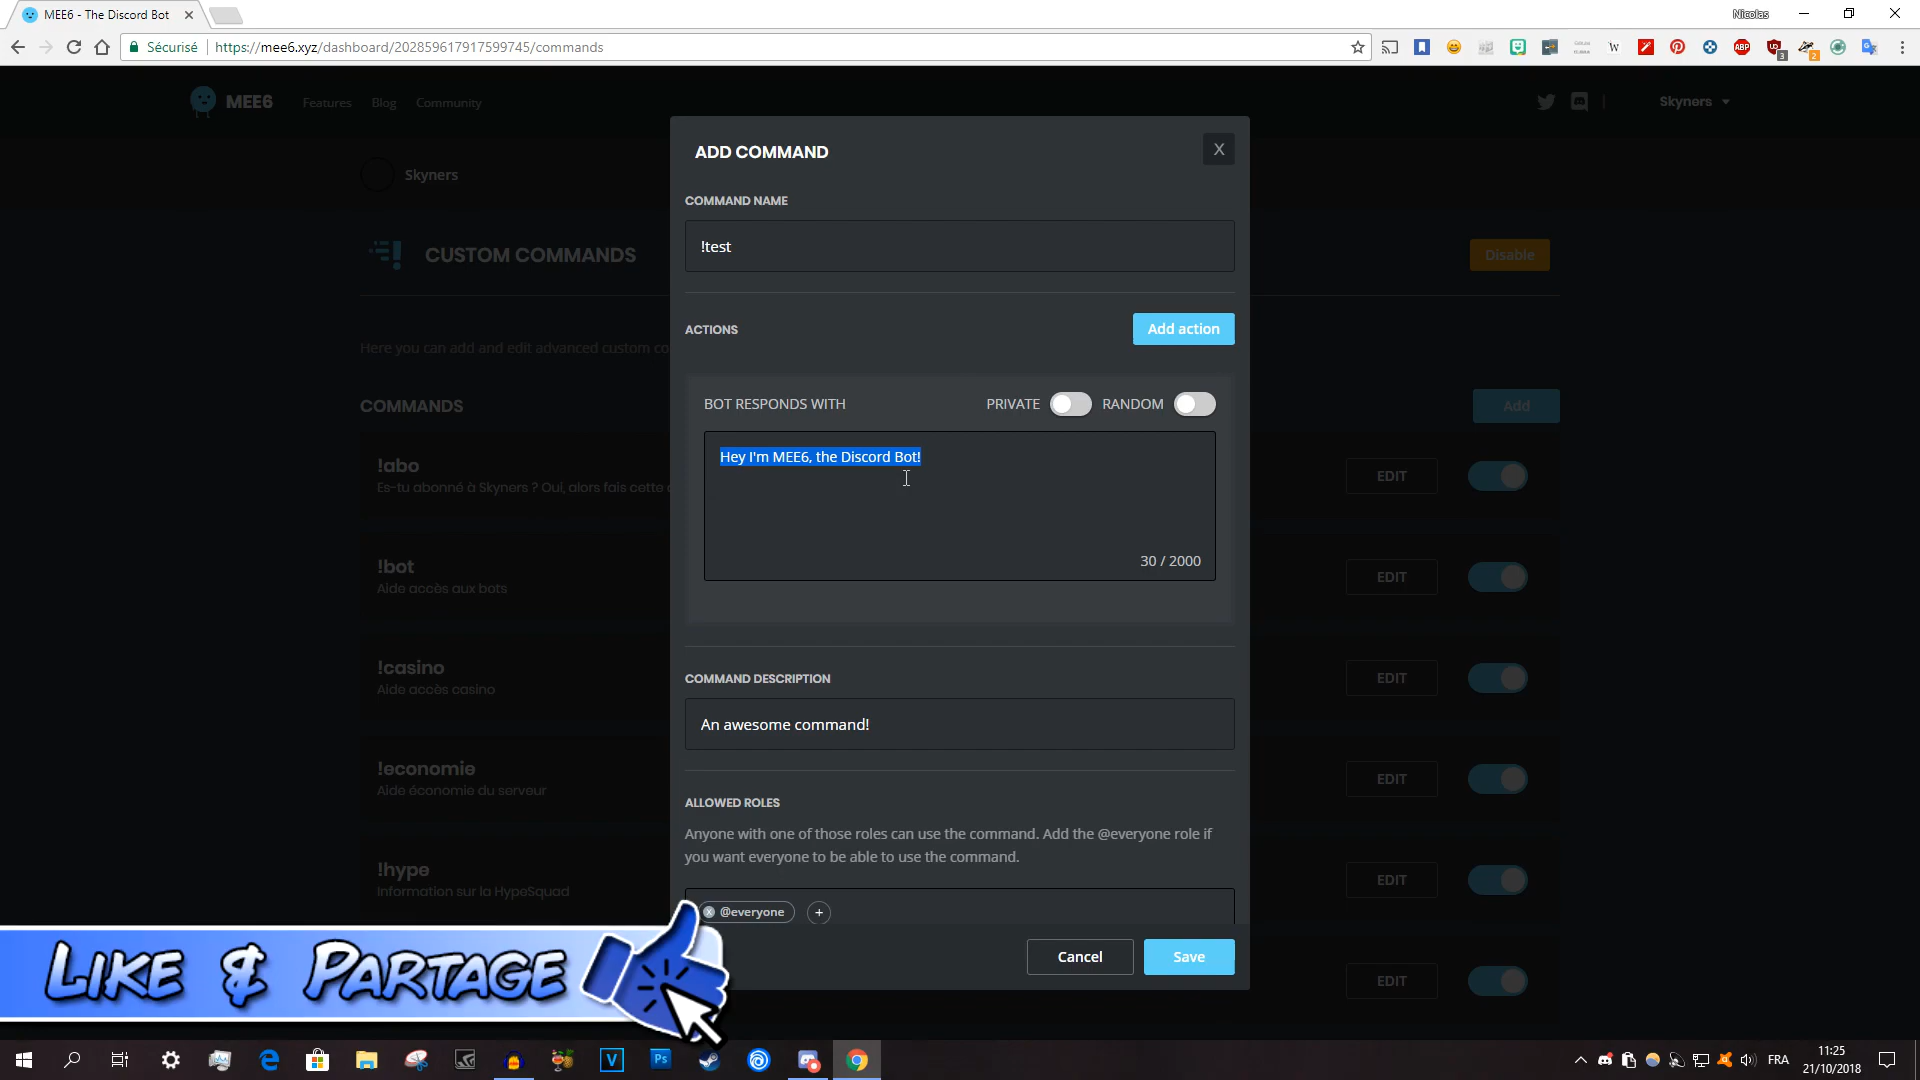 MEE6 - The Discord Bot
Nicolas
Sécurisé https://mee6.xyz/dashboard/202859617917599745/commands
MEE6 Features Blog Community
Skyners
Skyners
CUSTOM COMMANDS
Disable
Here you can add and edit advanced custom co
COMMANDS
Add
!abo
Es-tu abonné à Skyners ? Oui, alors fais cette
EDIT
!bot
Aide accès aux bots
EDIT
!casino
Aide accès casino
EDIT
!economie
Aide économie du serveur
EDIT
!hype
Information sur la HypeSquad
EDIT
EDIT
ADD COMMAND
X
COMMAND NAME
!test
ACTIONS
Add action
BOT RESPONDS WITH PRIVATE RANDOM
Hey I'm MEE6, the Discord Bot!
30 / 2000
COMMAND DESCRIPTION
An awesome command!
ALLOWED ROLES
Anyone with one of those roles can use the command. Add the @everyone role if
you want everyone to be able to use the command.
x @everyone +
Cancel Save
LIKE & PARTAGE
FRA
11:25
21/10/2018